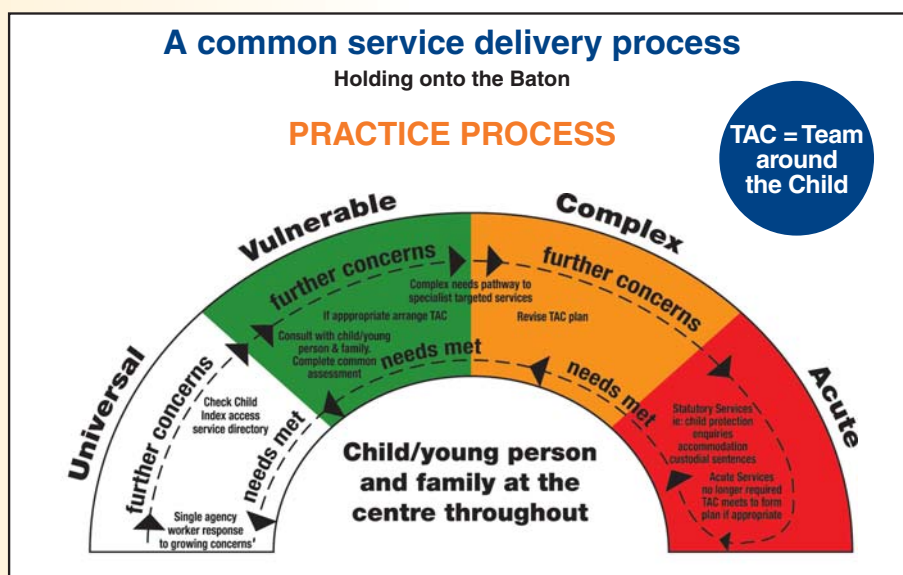 A common service delivery process
Holding onto the Baton
PRACTICE PROCESS
TAC = Team
around
the Child
Universal
Vulnerable
Complex
Acute
further concerns
Single agency
worker response
to growing concerns'
Check Child
Index access
service directory
needs met
further concerns
If apppropriate arrange TAC
Consult with child/young
person & family.
Complete common
assessment
needs met
Complex needs pathway to
specialist targeted services
further concerns
Revise TAC plan
needs met
Statutory Services
ie: child protection
enquiries
accommodation
custodial sentences
Acute Services
no longer required
TAC meets to form
plan if appropriate
Child/young person
and family at the
centre throughout